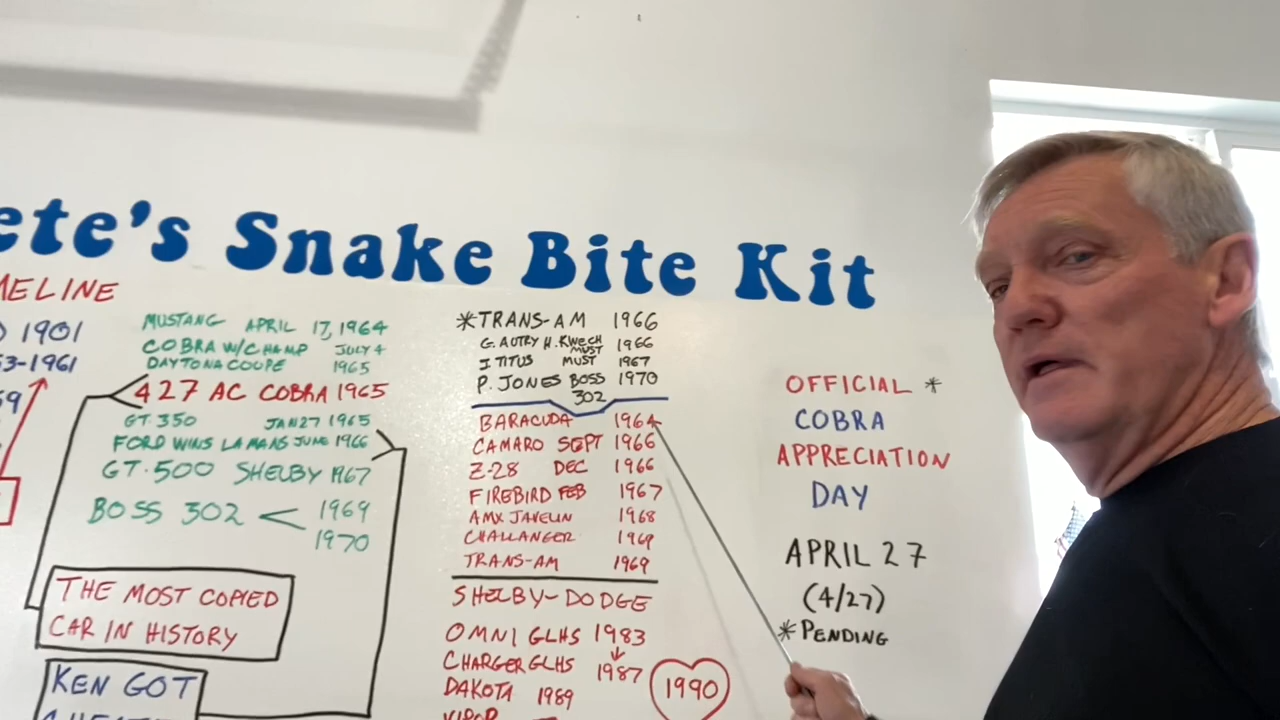 ete's Snake Bite Kit
MELINE
1901
3-1961
MUSTANG APRIL 17, 1964
COBRA W/CHAMP JULY 4
DAYTONA COUPE 1965
427 AC COBRA 1965
GT 350 JAN 27 1965
FORD WINS LA MANS JUNE 1966
GT-500 SHELBY 1967
BOSS 302 < 1969
1970
THE MOST COPIED
CAR IN HISTORY
KEN GOT
*TRANS-AM 1966
G. AUTRY H. KWECH MUST 1966
J TITUS MUST 1967
P. JONES BOSS 1970
302
BARACUDA 1964
CAMARO SEPT 1966
Z-28 DEC 1966
FIREBIRD FEB 1967
AMX JAVELIN 1968
CHALLANGER 1969
TRANS-AM 1969
SHELBY-DODGE
OMNI GLHS 1983
CHARGER GLHS 1987
DAKOTA 1989
1990
OFFICIAL *
COBRA
APPRECIATION
DAY
APRIL 27
(4/27)
*PENDING